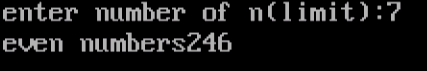 enter number of n(limit):7
even numbers246